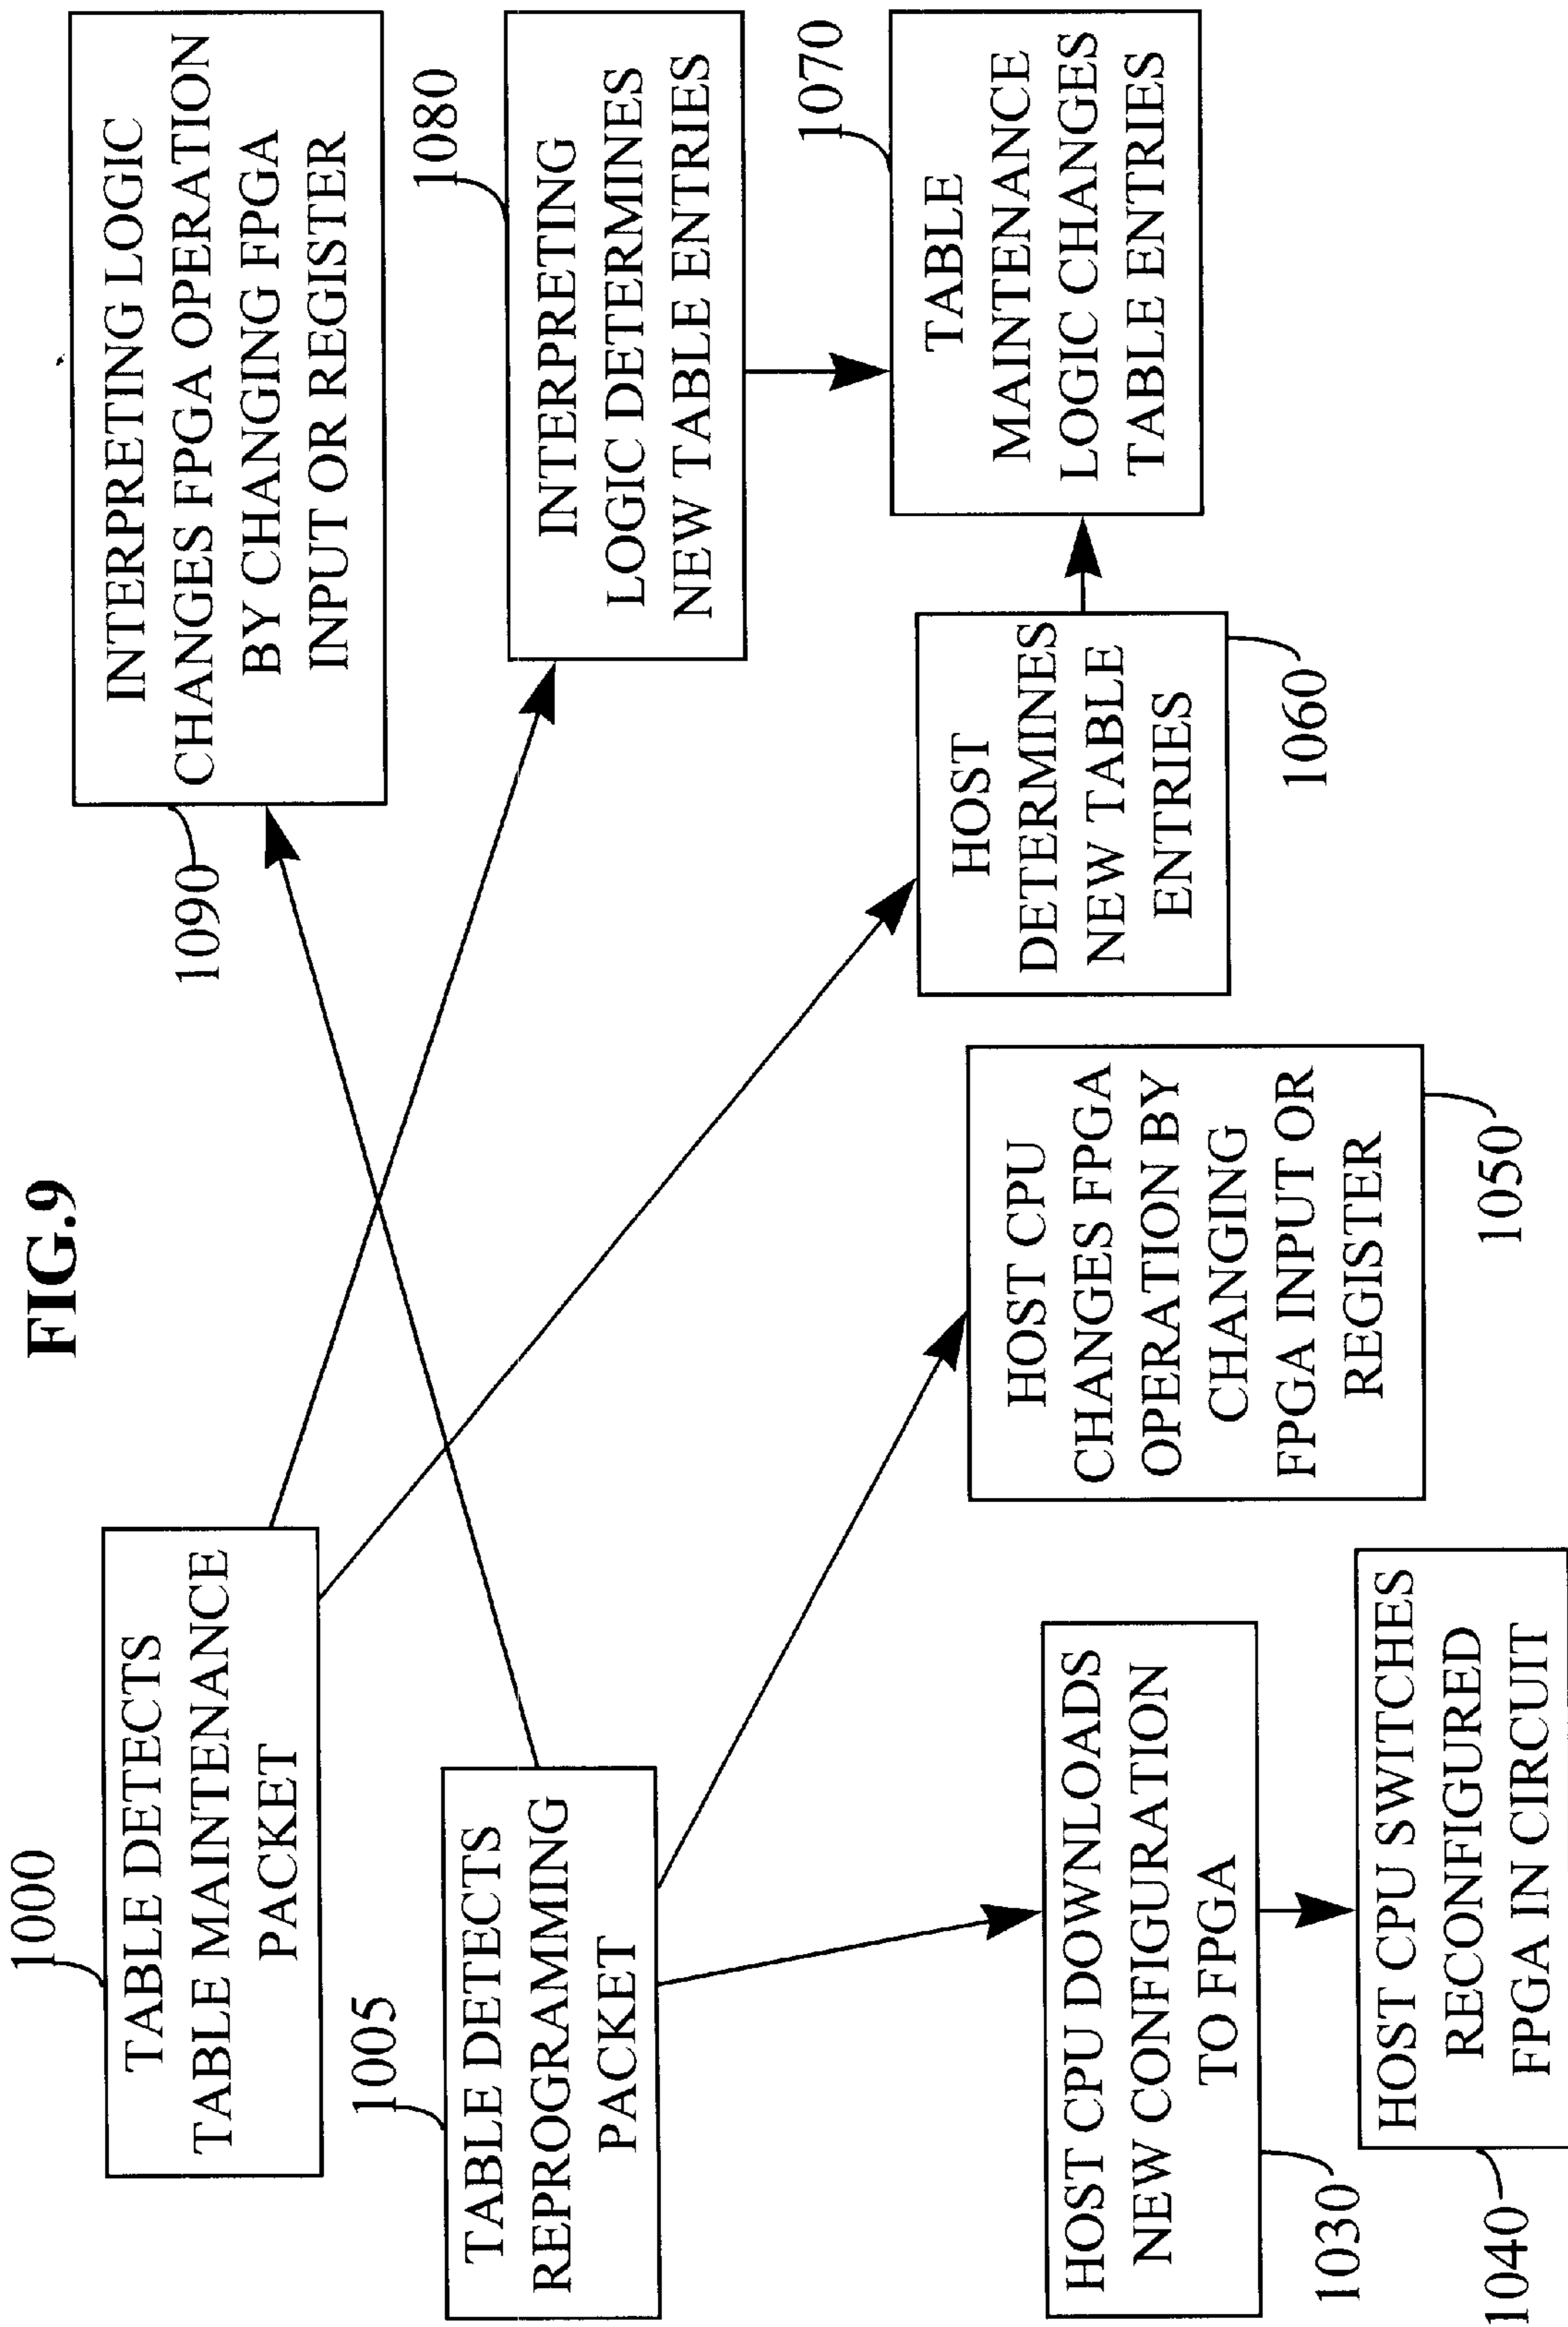 FIG.9
1000
TABLE DETECTS
TABLE MAINTENANCE
PACKET
1005
TABLE DETECTS
REPROGRAMMING
PACKET
HOST CPU DOWNLOADS
NEW CONFIGURATION
TO FPGA
1030
HOST CPU SWITCHES
RECONFIGURED
FPGA IN CIRCUIT
1040
HOST CPU
CHANGES FPGA
OPERATION BY
CHANGING
FPGA INPUT OR
REGISTER
1050
HOST
DETERMINES
NEW TABLE
ENTRIES
1060
1070
TABLE
MAINTENANCE
LOGIC CHANGES
TABLE ENTRIES
1080
INTERPRETING
LOGIC DETERMINES
NEW TABLE ENTRIES
1090
INTERPRETING LOGIC
CHANGES FPGA OPERATION
BY CHANGING FPGA
INPUT OR REGISTER